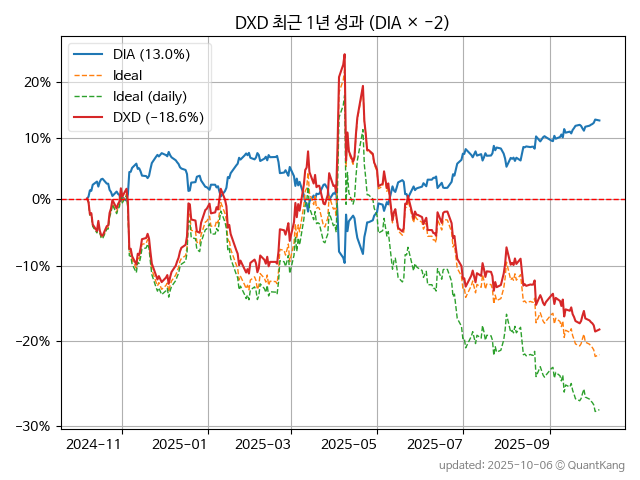 DXD 최근 1년 성과 (DIA × −2)
DIA (13.0%)
Ideal
Ideal (daily)
DXD (−18.6%)
20%
10%
0%
−10%
−20%
−30%
2024-11
2025-01
2025-03
2025-05
2025-07
2025-09
updated: 2025-10-06 © QuantKang